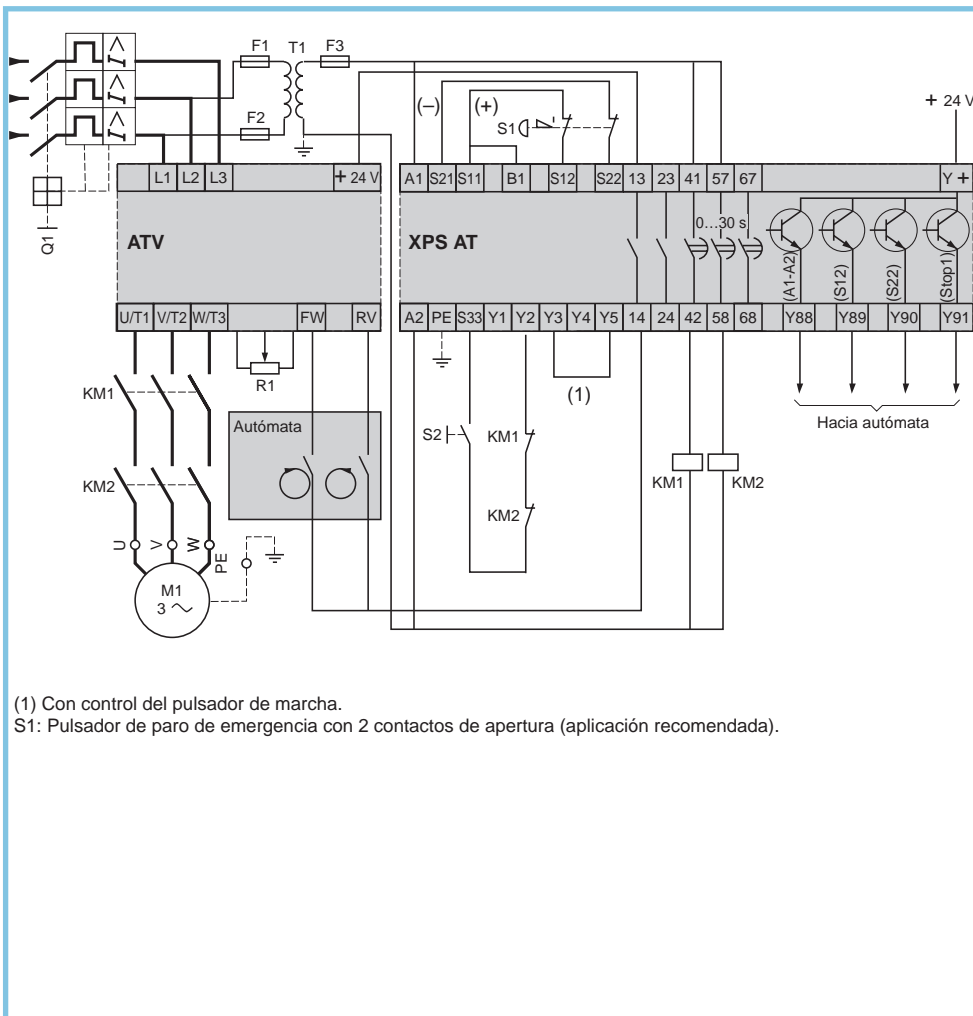 F1 T1 F3
F2
(–) (+)
S1
+ 24 V
L1 L2 L3 + 24 V
A1 S21 S11 B1 S12 S22 13 23 41 57 67 Y +
Q1
ATV
XPS AT
0...30 s
(A1-A2) (S12) (S22) (Stop1)
U/T1 V/T2 W/T3 FW RV
A2 PE S33 Y1 Y2 Y3 Y4 Y5 14 24 42 58 68 Y88 Y89 Y90 Y91
R1
(1)
KM1
Autómata
S2
KM1
Hacia autómata
KM2
KM1 KM2
KM2
U V W PE
M1
3
(1) Con control del pulsador de marcha.
S1: Pulsador de paro de emergencia con 2 contactos de apertura (aplicación recomendada).